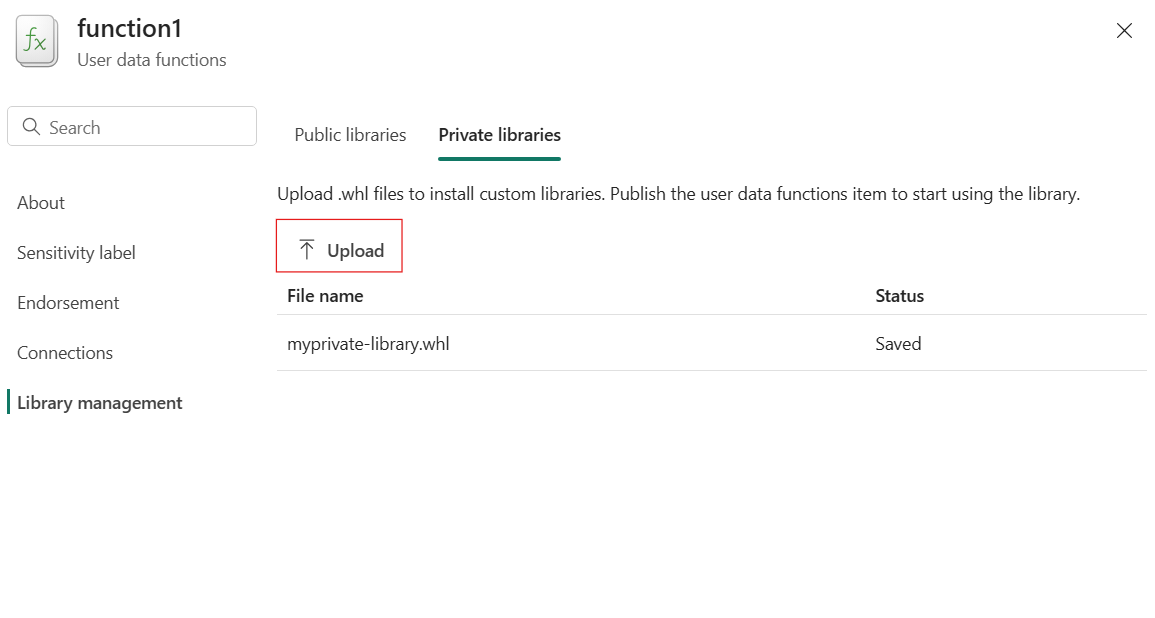 fx
function1
User data functions
Search
About
Sensitivity label
Endorsement
Connections
Library management
Public libraries Private libraries
Upload .whl files to install custom libraries. Publish the user data functions item to start using the library.
Upload
File name Status
myprivate-library.whl Saved